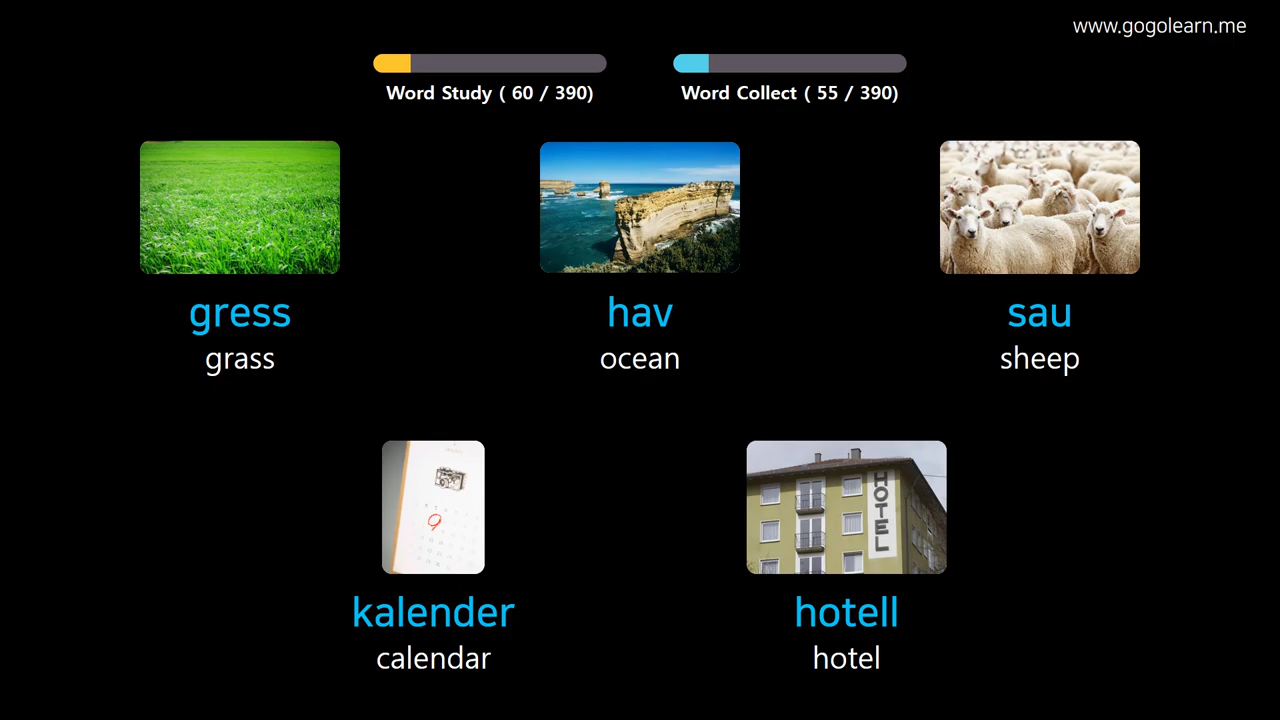 www.gogolearn.me
Word Study ( 60 / 390)
Word Collect ( 55 / 390)
gress
grass
hav
ocean
sau
sheep
9
HOTEL
kalender
calendar
hotell
hotel